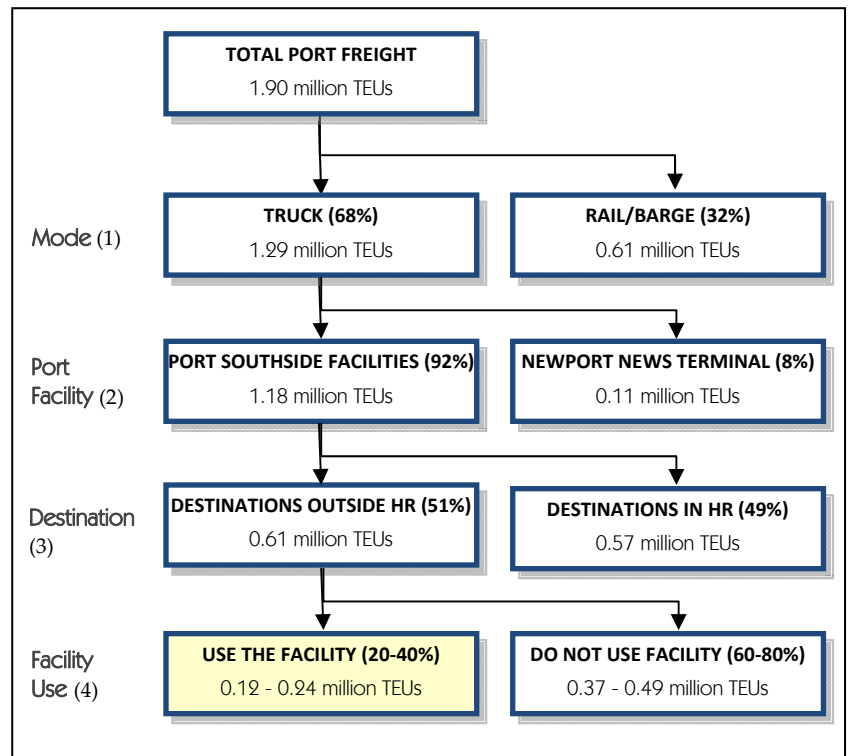 TOTAL PORT FREIGHT
1.90 million TEUs
Mode (1)
TRUCK (68%)
1.29 million TEUs
RAIL/BARGE (32%)
0.61 million TEUs
Port
Facility (2)
PORT SOUTHSIDE FACILITIES (92%)
1.18 million TEUs
NEWPORT NEWS TERMINAL (8%)
0.11 million TEUs
Destination
(3)
DESTINATIONS OUTSIDE HR (51%)
0.61 million TEUs
DESTINATIONS IN HR (49%)
0.57 million TEUs
Facility
Use (4)
USE THE FACILITY (20-40%)
0.12 - 0.24 million TEUs
DO NOT USE FACILITY (60-80%)
0.37 - 0.49 million TEUs